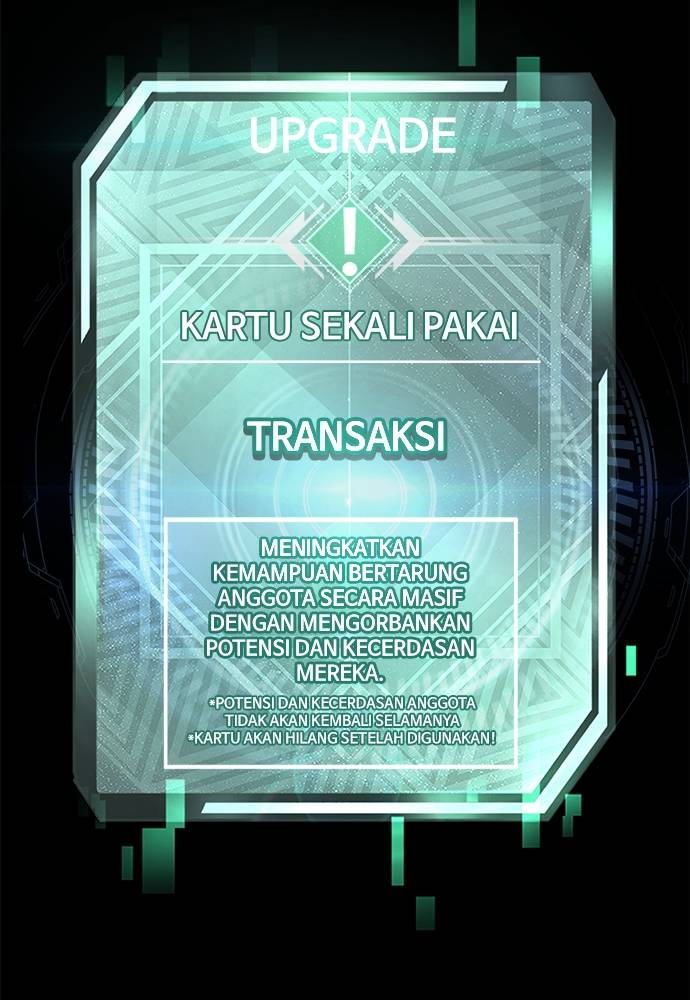 UPGRADE
!
KARTU SEKALI PAKAI
TRANSAKSI
MENINGKATKAN
KEMAMPUAN BERTARUNG
ANGGOTA SECARA MASIF
DENGAN MENGORBANKAN
POTENSI DAN KECERDASAN
MEREKA.
*POTENSI DAN KECERDASAN ANGGOTA
TIDAK AKAN KEMBALI SELAMANYA
*KARTU AKAN HILANG SETELAH DIGUNAKAN!